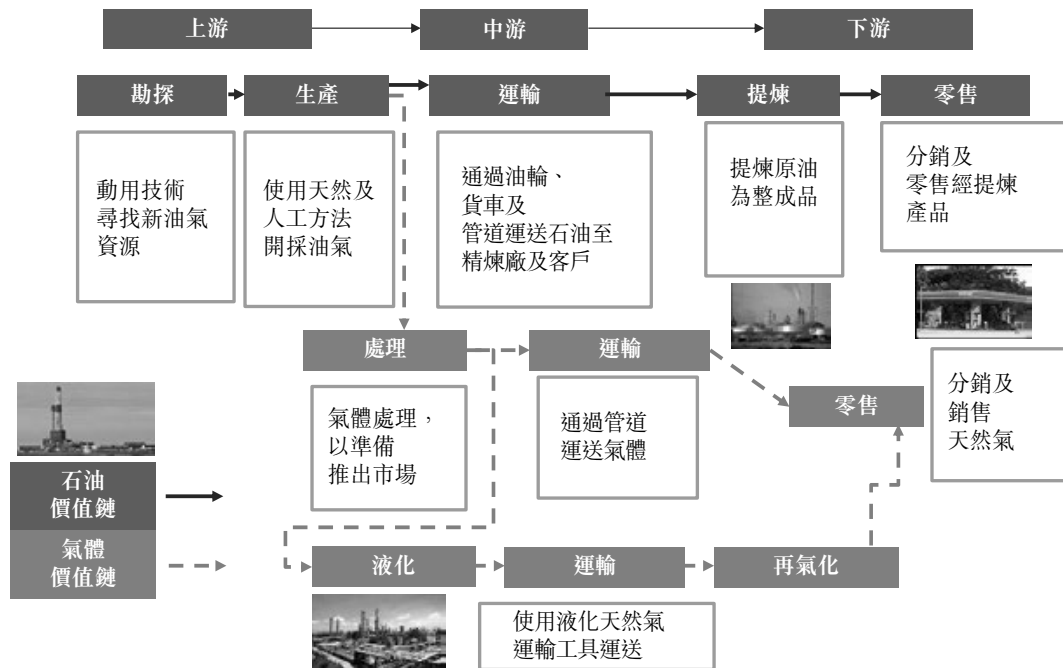 上游
中游
下游
勘探
生產
運輸
提煉
零售
動用技術
尋找新油氣
資源
使用天然及
人工方法
開採油氣
通過油輪、
貨車及
管道運送石油至
精煉廠及客戶
提煉原油
為整成品
分銷及
零售經提煉
產品
處理
運輸
零售
氣體處理，
以準備
推出市場
通過管道
運送氣體
分銷及
銷售
天然氣
石油
價值鏈
氣體
價值鏈
液化
運輸
再氣化
使用液化天然氣
運輸工具運送